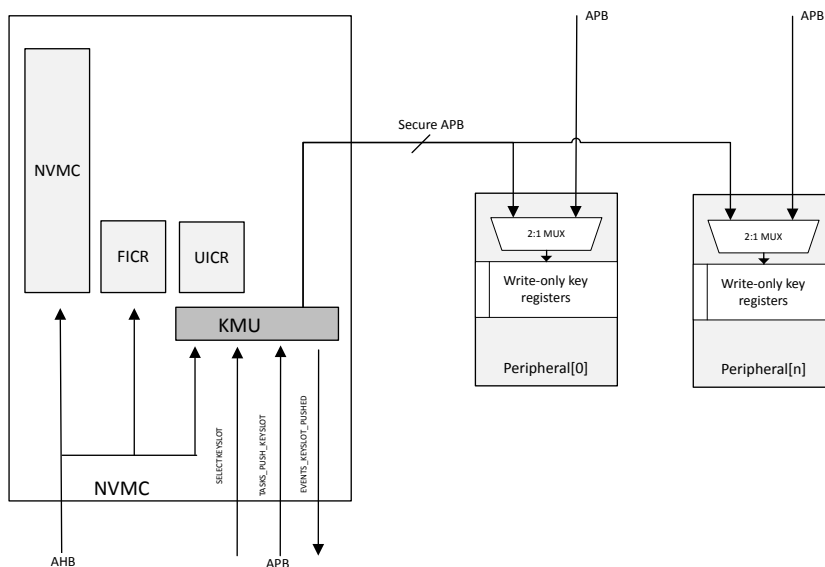 APB
APB
Secure APB
NVMC
FICR
UICR
2:1 MUX
2:1 MUX
Write-only key
registers
Write-only key
registers
KMU
Peripheral[0]
Peripheral[n]
SELECTKEYSLOT
TASKS_PUSH_KEYSLOT
EVENTS_KEYSLOT_PUSHED
NVMC
AHB
APB